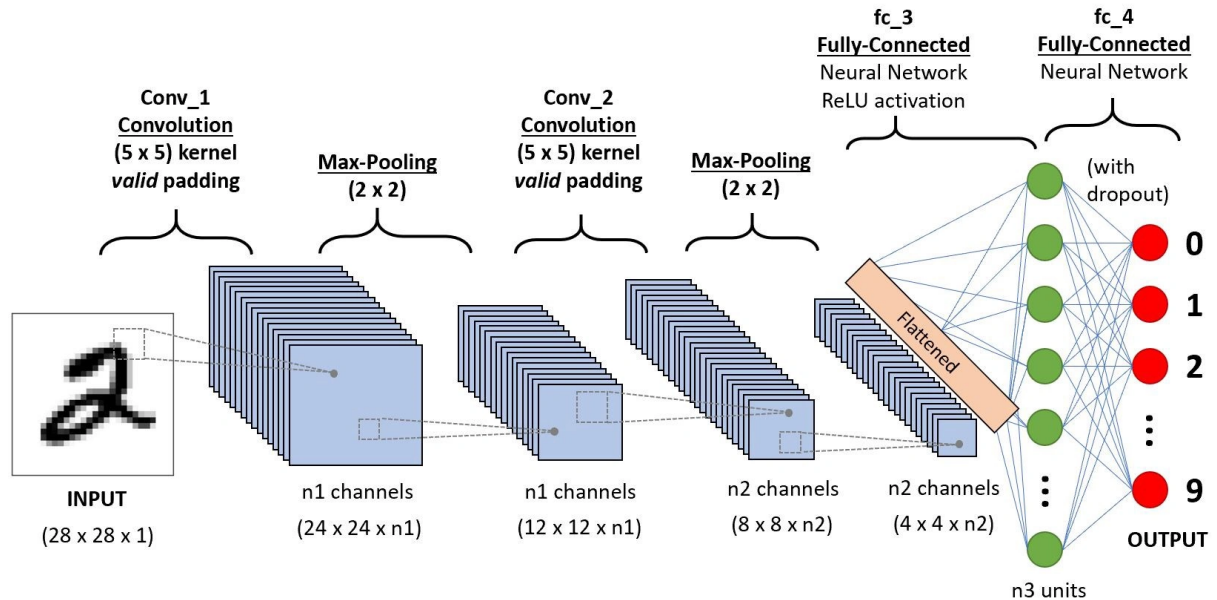 Conv_1
Convolution
(5 x 5) kernel
valid padding
Max-Pooling
(2 x 2)
Conv_2
Convolution
(5 x 5) kernel
valid padding
Max-Pooling
(2 x 2)
fc_3
Fully-Connected
Neural Network
ReLU activation
fc_4
Fully-Connected
Neural Network
(with
dropout)
Flattened
0
1
2
9
OUTPUT
INPUT
(28 x 28 x 1)
n1 channels
(24 x 24 x n1)
n1 channels
(12 x 12 x n1)
n2 channels
(8 x 8 x n2)
n2 channels
(4 x 4 x n2)
n3 units
2